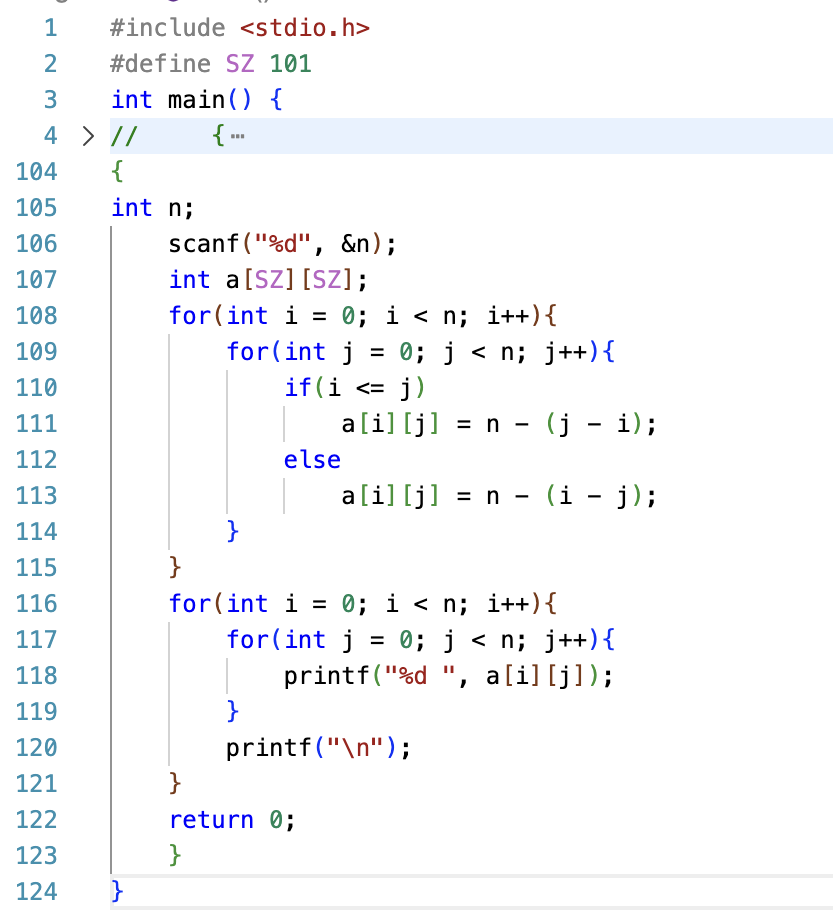 1 #include <stdio.h>
2 #define SZ 101
3 int main() {
4 > //     {⋯
104 {
105 int n;
106     scanf("%d", &n);
107     int a[SZ][SZ];
108     for(int i = 0; i < n; i++){
109         for(int j = 0; j < n; j++){
110             if(i <= j)
111                 a[i][j] = n - (j - i);
112             else
113                 a[i][j] = n - (i - j);
114         }
115     }
116     for(int i = 0; i < n; i++){
117         for(int j = 0; j < n; j++){
118             printf("%d ", a[i][j]);
119         }
120         printf("\n");
121     }
122     return 0;
123     }
124 }